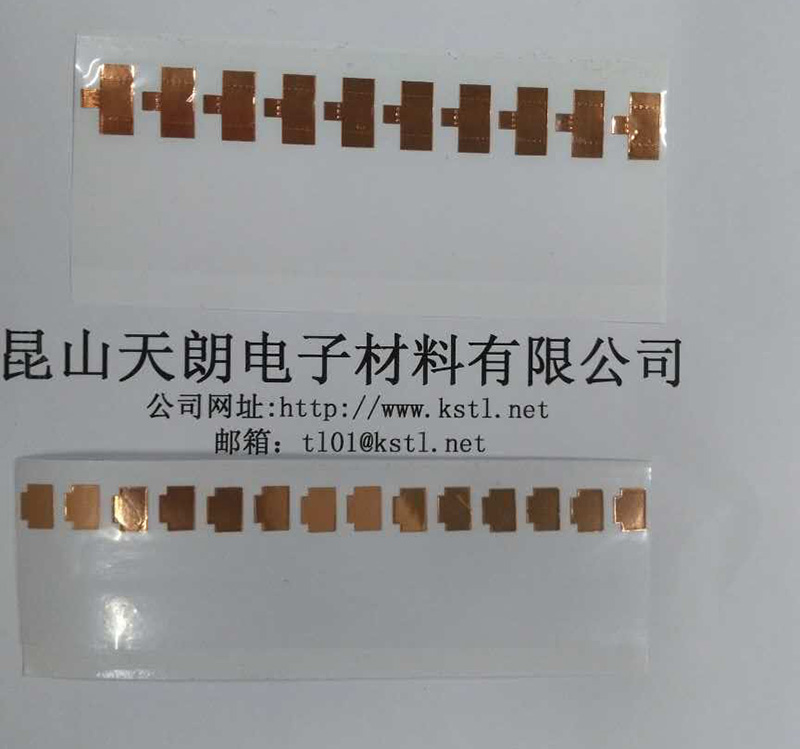 昆山天朗电子材料有限公司
公司网址:http://www.kstl.net
邮箱：tl01@kstl.net